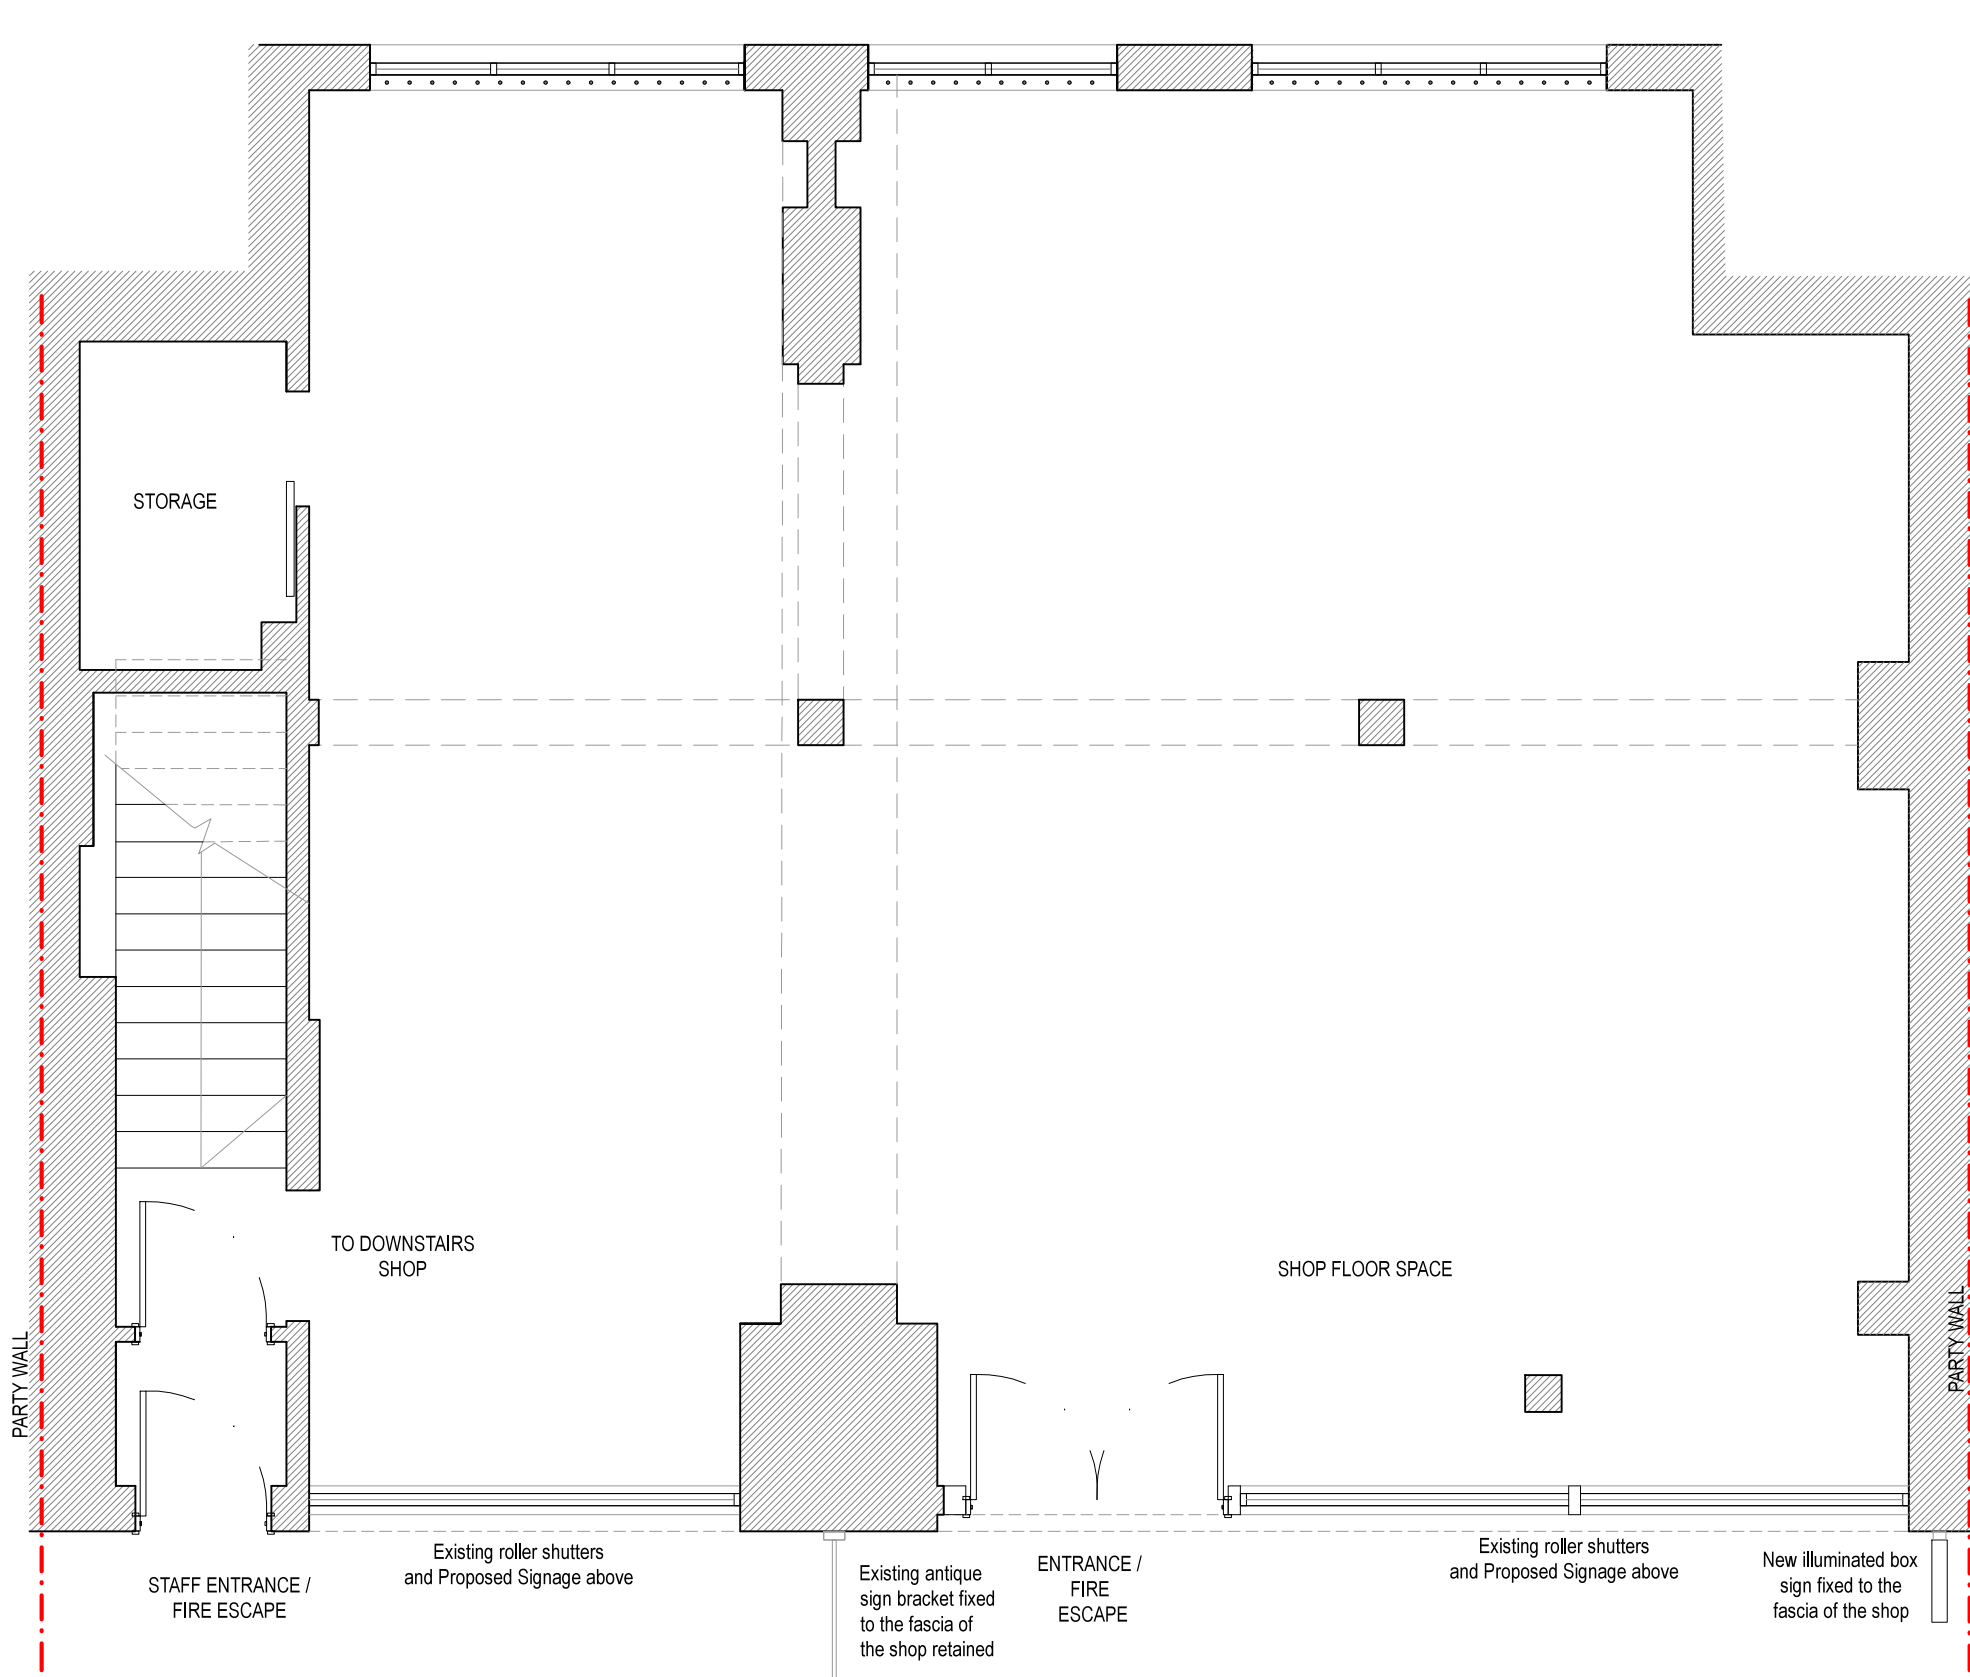 STORAGE
TO DOWNSTAIRS
SHOP
SHOP FLOOR SPACE
PARTY WALL
PARTY WALL
STAFF ENTRANCE /
FIRE ESCAPE
Existing roller shutters
and Proposed Signage above
Existing antique
sign bracket fixed
to the fascia of
the shop retained
ENTRANCE /
FIRE
ESCAPE
Existing roller shutters
and Proposed Signage above
New illuminated box
sign fixed to the
fascia of the shop